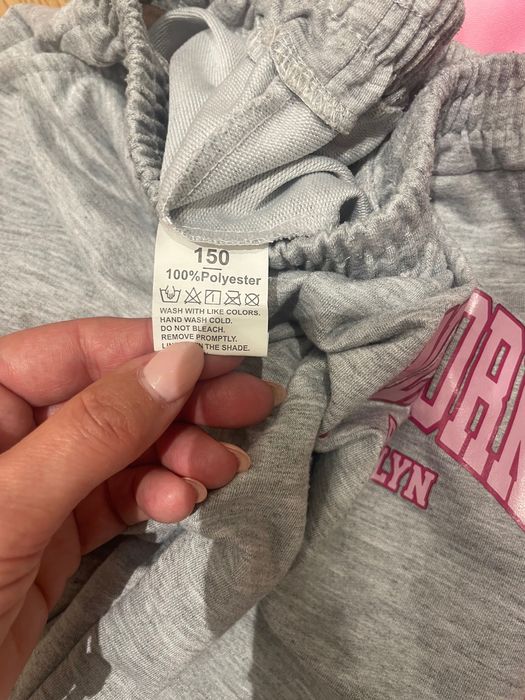 150
100%Polyester
WASH WITH LIKE COLORS.
HAND WASH COLD.
DO NOT BLEACH.
REMOVE PROMPTLY.
THE SHADE.
LYN